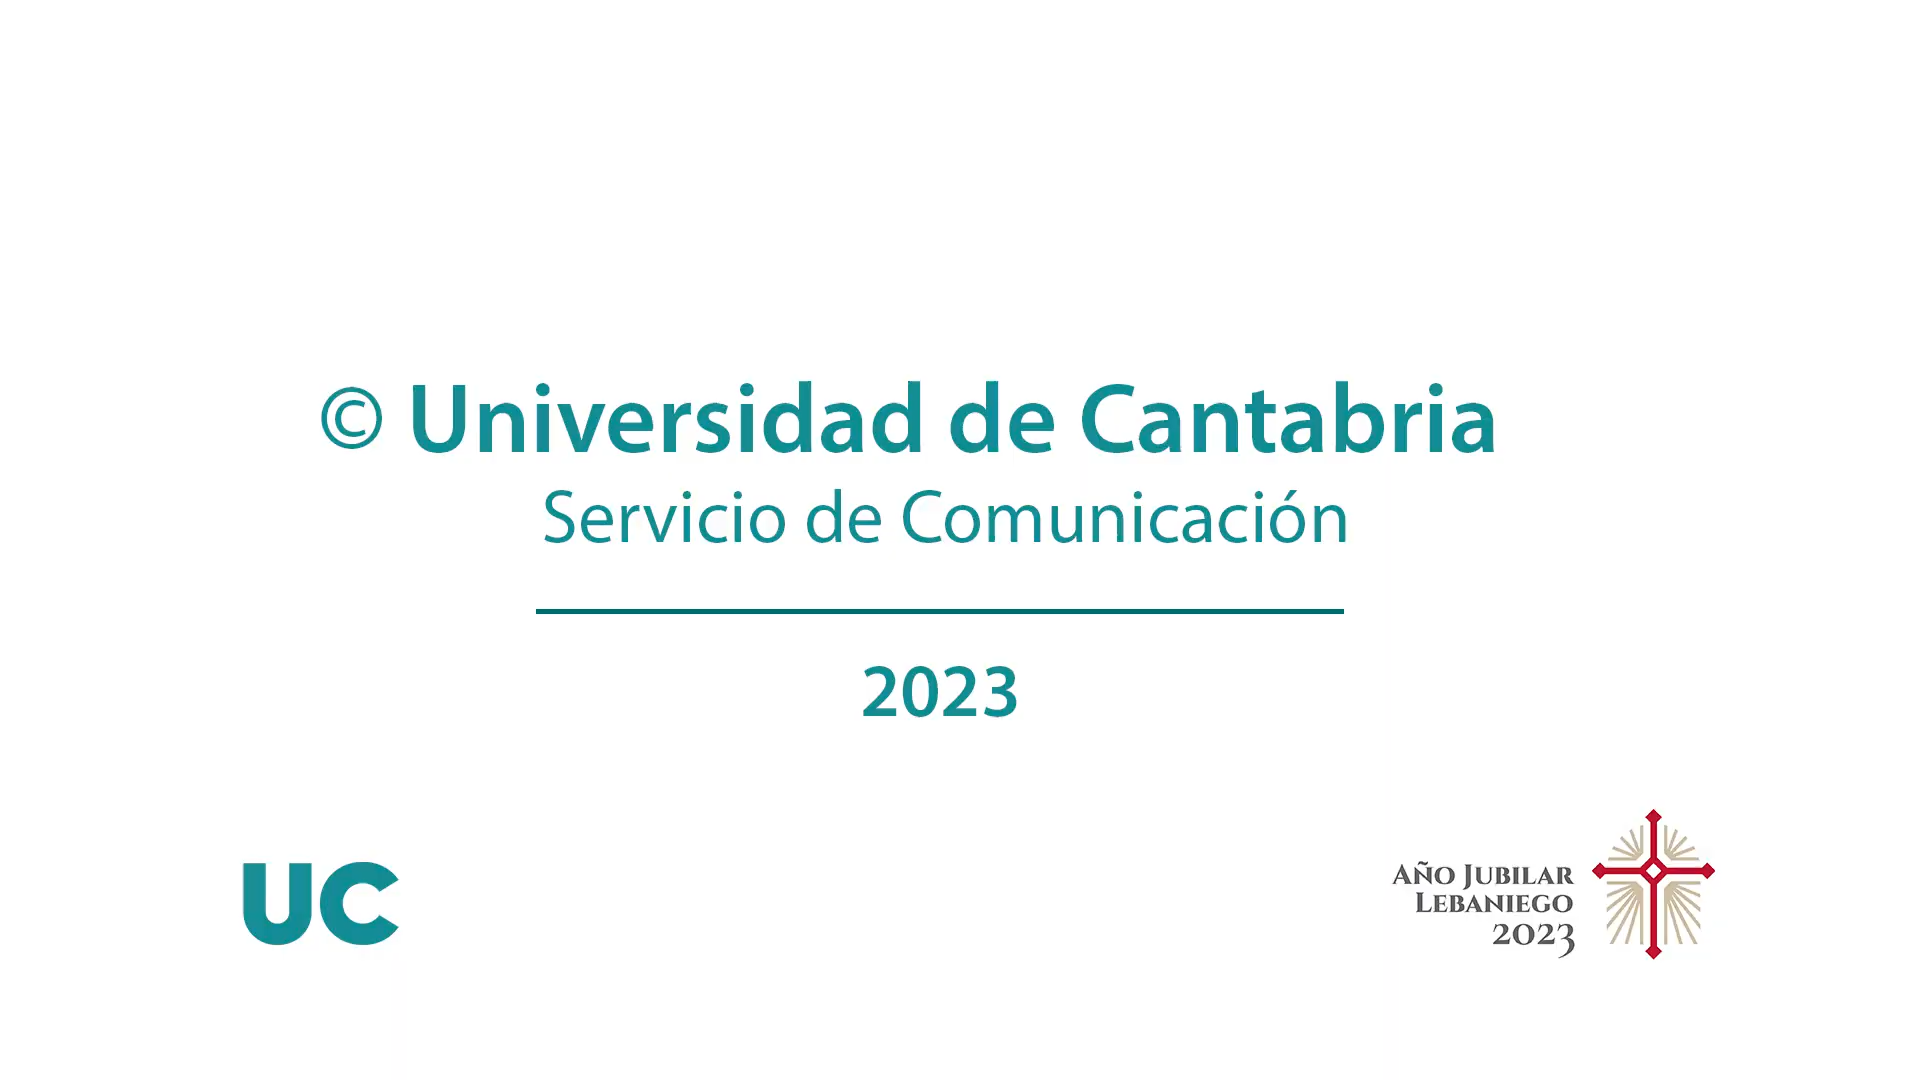 © Universidad de Cantabria
Servicio de Comunicación
2023
UC
Año Jubilar
Lebaniego
2023